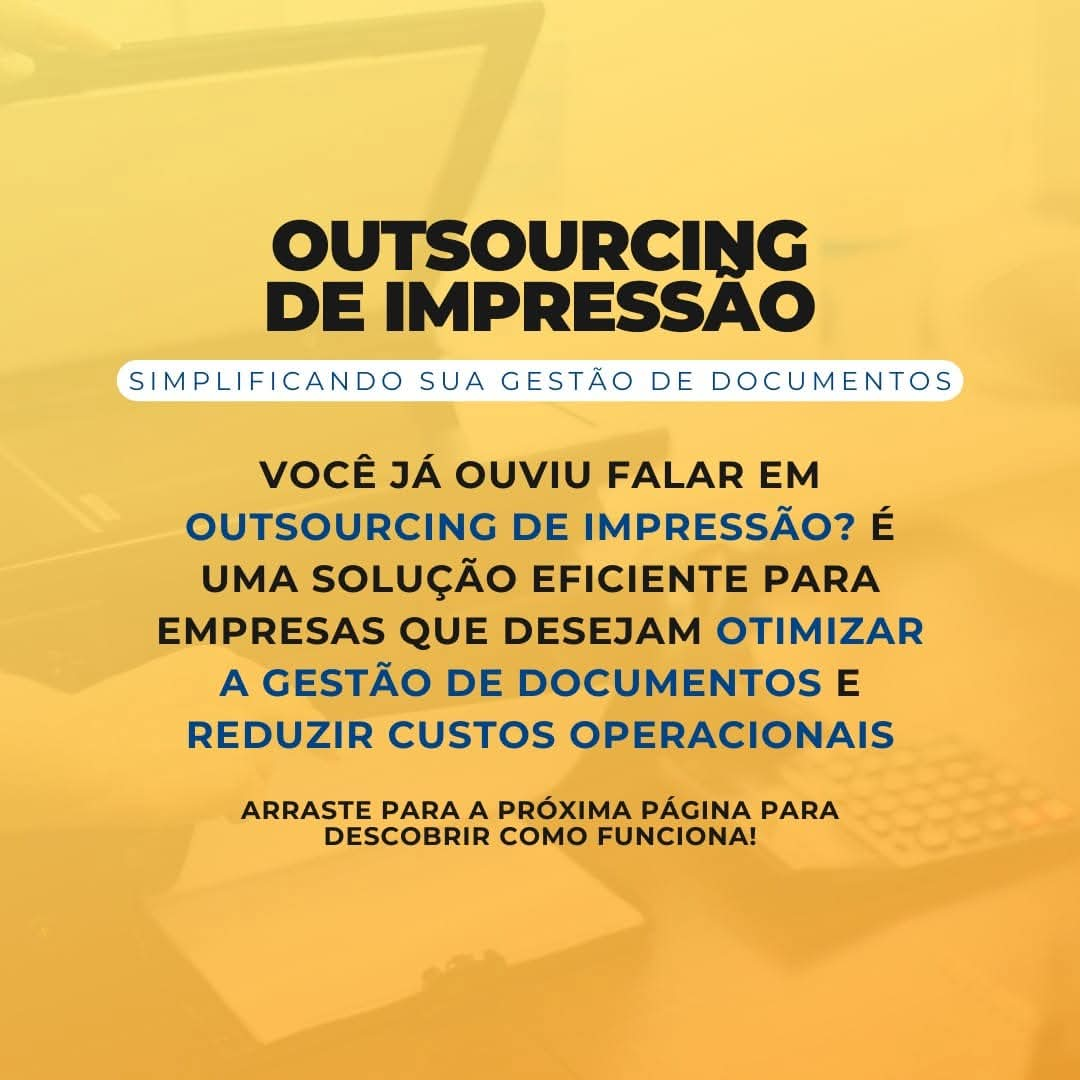 OUTSOURCING
DE IMPRESSÃO
SIMPLIFICANDO SUA GESTÃO DE DOCUMENTOS
VOCÊ JÁ OUVIU FALAR EM
OUTSOURCING DE IMPRESSÃO? É
UMA SOLUÇÃO EFICIENTE PARA
EMPRESAS QUE DESEJAM OTIMIZAR
A GESTÃO DE DOCUMENTOS E
REDUZIR CUSTOS OPERACIONAIS
ARRASTE PARA A PRÓXIMA PÁGINA PARA
DESCOBRIR COMO FUNCIONA!